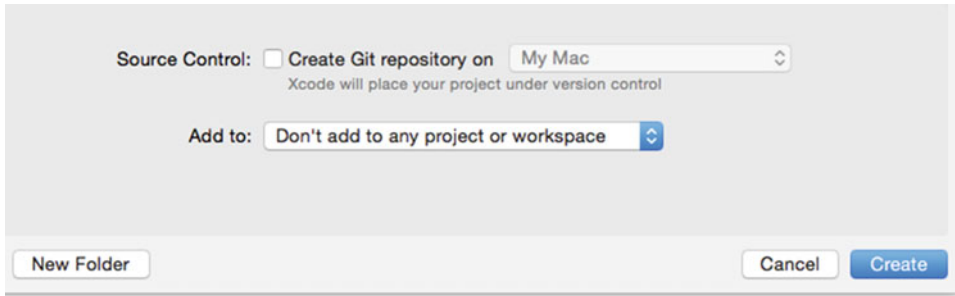 Source Control: Create Git repository on My Mac
Xcode will place your project under version control
Add to: Don't add to any project or workspace
New Folder Cancel Create